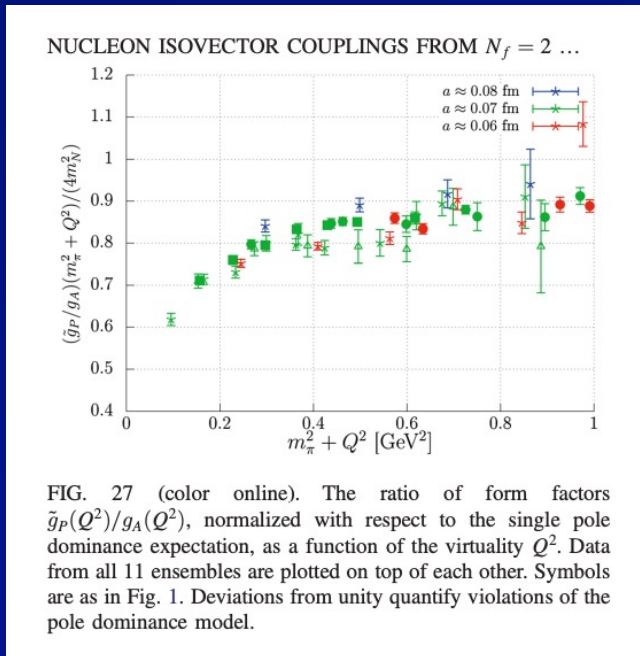 NUCLEON ISOVECTOR COUPLINGS FROM N_f = 2 ...
1.2
1.1
1
0.9
0.8
0.7
0.6
0.5
0.4
(g̃_P/g_A)(m_π^2 + Q^2)/(4m_N^2)
a ≈ 0.08 fm
a ≈ 0.07 fm
a ≈ 0.06 fm
0 0.2 0.4 0.6 0.8 1
m_π^2 + Q^2 [GeV^2]
FIG. 27 (color online). The ratio of form factors
g̃_P(Q^2)/g_A(Q^2), normalized with respect to the single pole
dominance expectation, as a function of the virtuality Q^2. Data
from all 11 ensembles are plotted on top of each other. Symbols
are as in Fig. 1. Deviations from unity quantify violations of the
pole dominance model.